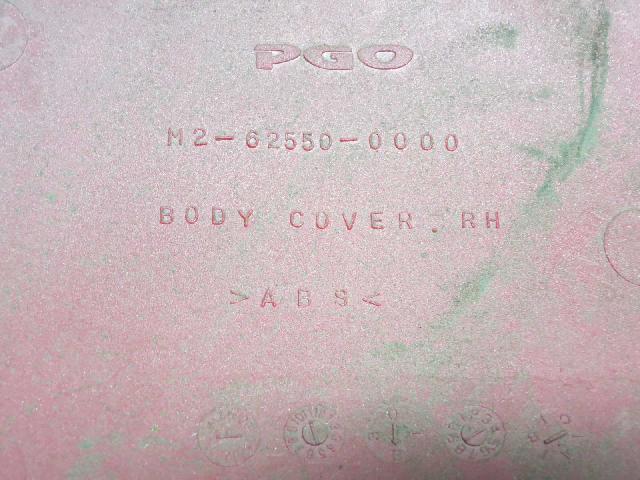 PGO
M2-62550-0000
BODY COVER. RH
>ABS<